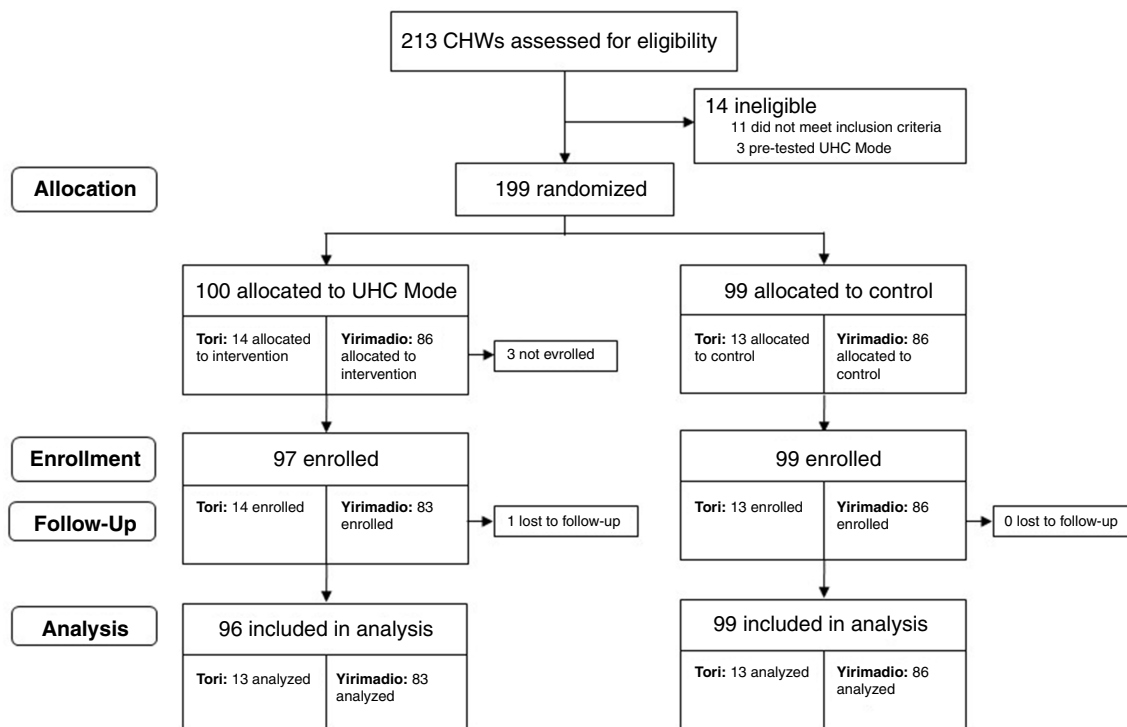 213 CHWs assessed for eligibility
14 ineligible
11 did not meet inclusion criteria
3 pre-tested UHC Mode
Allocation
199 randomized
100 allocated to UHC Mode
Tori: 14 allocated
to intervention
Yirimadio: 86
allocated to
intervention
3 not evrolled
99 allocated to control
Tori: 13 allocated
to control
Yirimadio: 86
allocated to
control
Enrollment
97 enrolled
99 enrolled
Follow-Up
Tori: 14 enrolled
Yirimadio: 83
enrolled
1 lost to follow-up
Tori: 13 enrolled
Yirimadio: 86
enrolled
0 lost to follow-up
Analysis
96 included in analysis
Tori: 13 analyzed
Yirimadio: 83
analyzed
99 included in analysis
Tori: 13 analyzed
Yirimadio: 86
analyzed